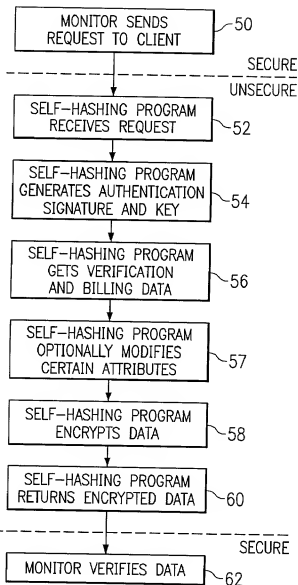 MONITOR SENDS
REQUEST TO CLIENT
50
SECURE
UNSECURE
SELF-HASHING PROGRAM
RECEIVES REQUEST
52
SELF-HASHING PROGRAM
GENERATES AUTHENTICATION
SIGNATURE AND KEY
54
SELF-HASHING PROGRAM
GETS VERIFICATION
AND BILLING DATA
56
SELF-HASHING PROGRAM
OPTIONALLY MODIFIES
CERTAIN ATTRIBUTES
57
SELF-HASHING PROGRAM
ENCRYPTS DATA
58
SELF-HASHING PROGRAM
RETURNS ENCRYPTED DATA
60
SECURE
MONITOR VERIFIES DATA
62